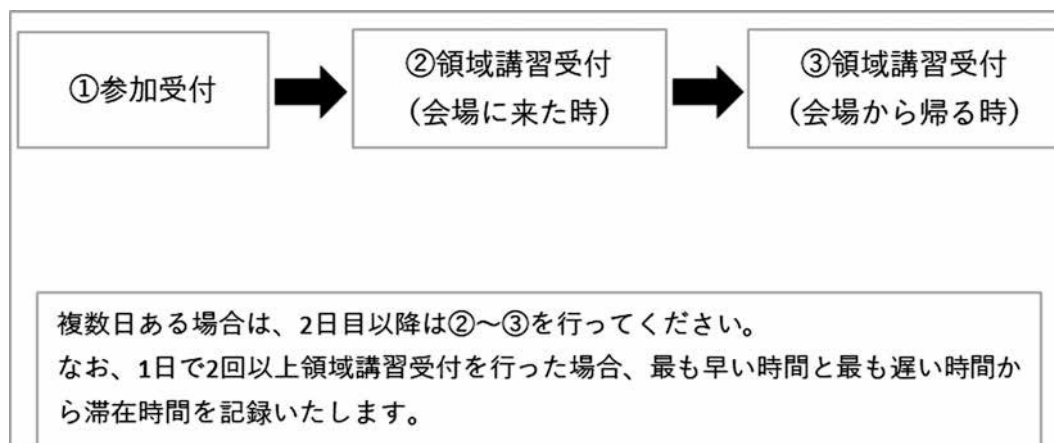 ①参加受付
②領域講習受付
(会場に来た時)
③領域講習受付
(会場から帰る時)
複数日ある場合は、2日目以降は②～③を行ってください。
なお、1日で2回以上領域講習受付を行った場合、最も早い時間と最も遅い時間か
ら滞在時間を記録いたします。